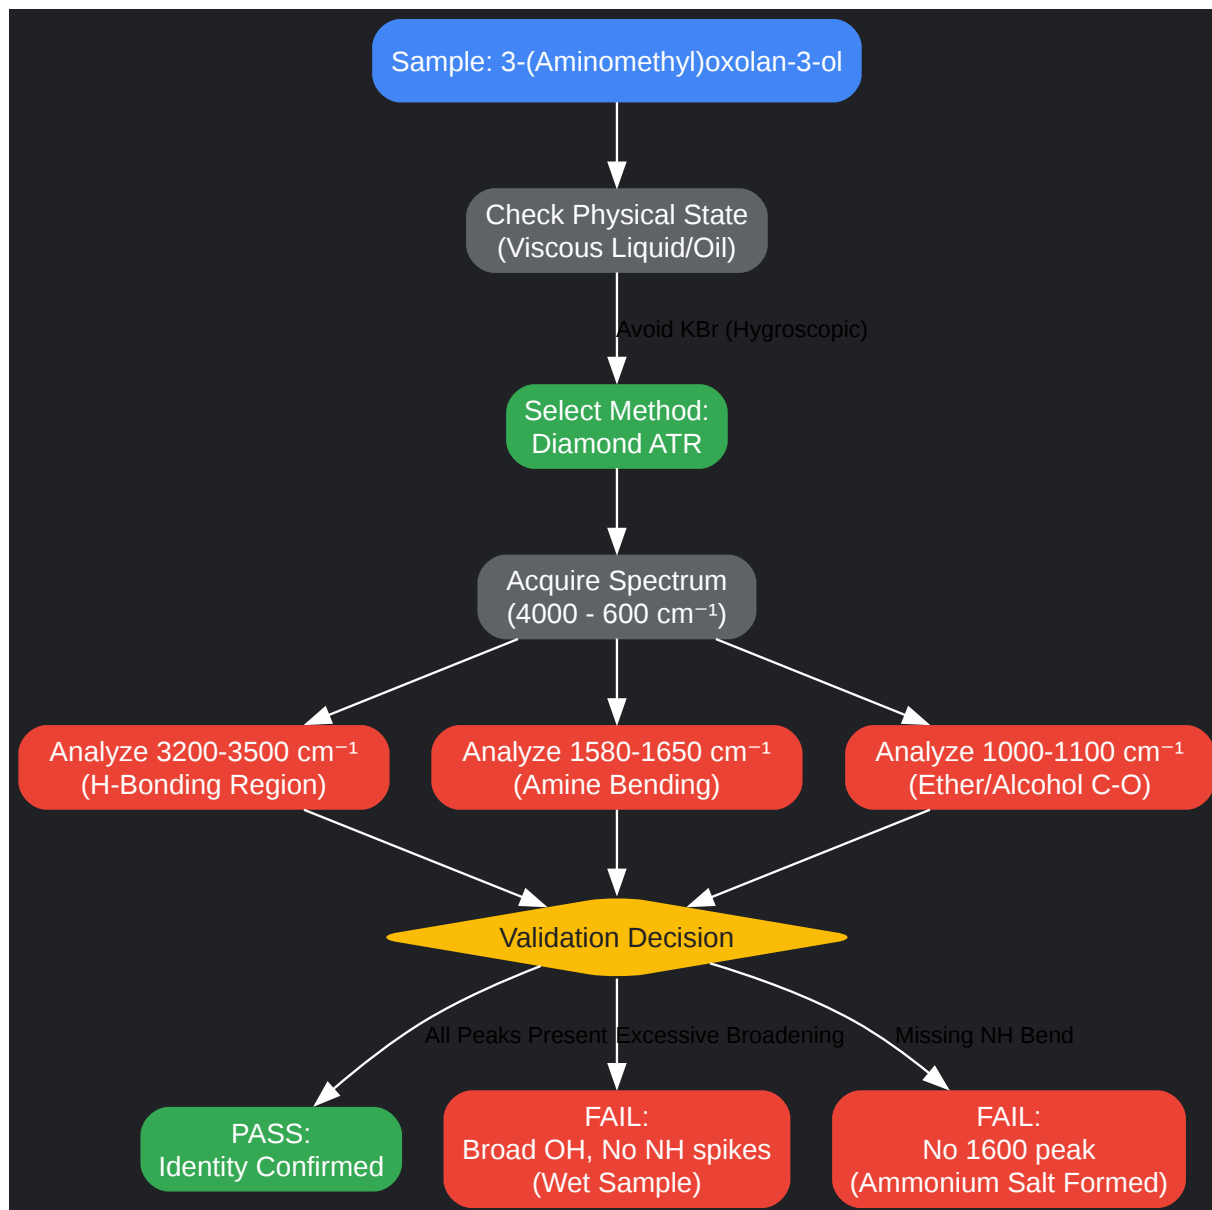 Sample: 3-(Aminomethyl)oxolan-3-ol
Check Physical State
(Viscous Liquid/Oil)
Avoid KBr (Hygroscopic)
Select Method:
Diamond ATR
Acquire Spectrum
(4000 - 600 cm⁻¹)
Analyze 3200-3500 cm⁻¹
(H-Bonding Region)
Analyze 1580-1650 cm⁻¹
(Amine Bending)
Analyze 1000-1100 cm⁻¹
(Ether/Alcohol C-O)
Validation Decision
All Peaks Present
Excessive Broadening
Missing NH Bend
PASS:
Identity Confirmed
FAIL:
Broad OH, No NH spikes
(Wet Sample)
FAIL:
No 1600 peak
(Ammonium Salt Formed)